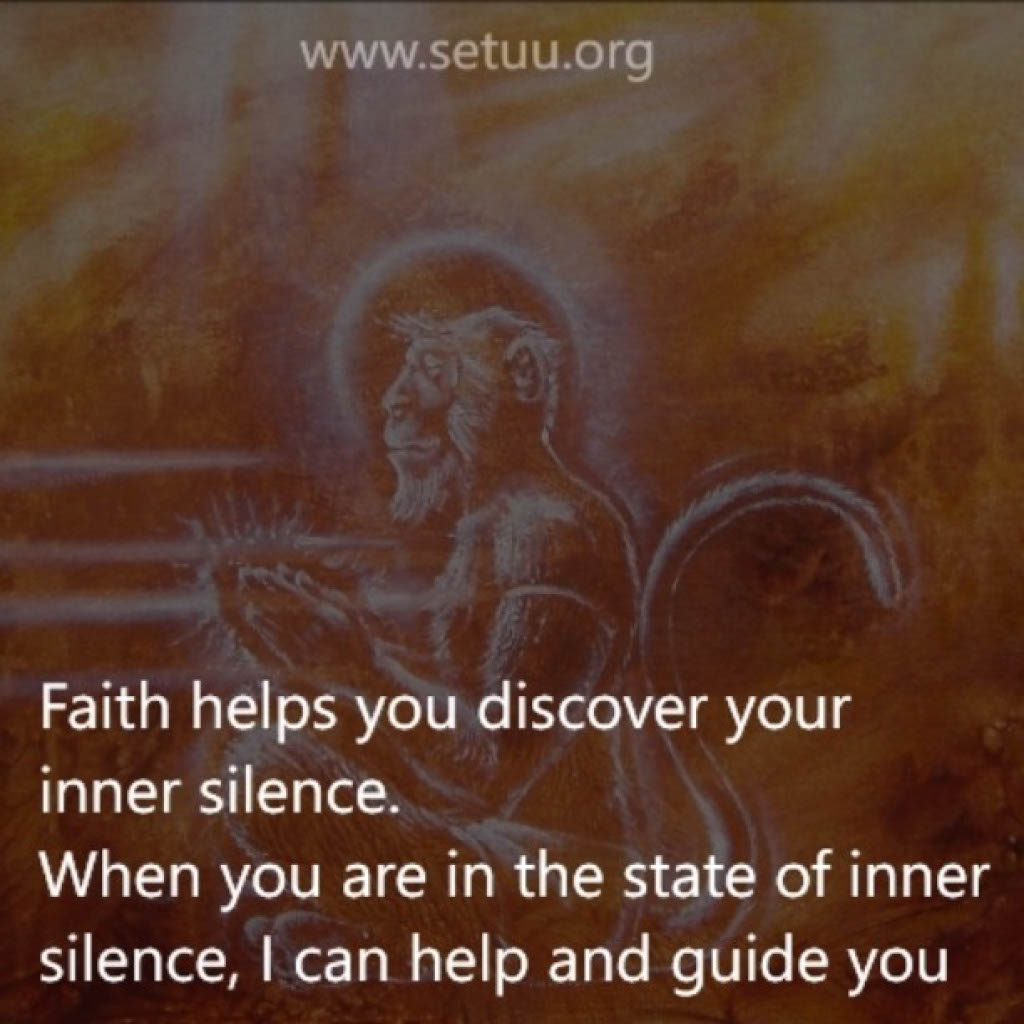 www.setuu.org
Faith helps you discover your
inner silence.
When you are in the state of inner
silence, I can help and guide you